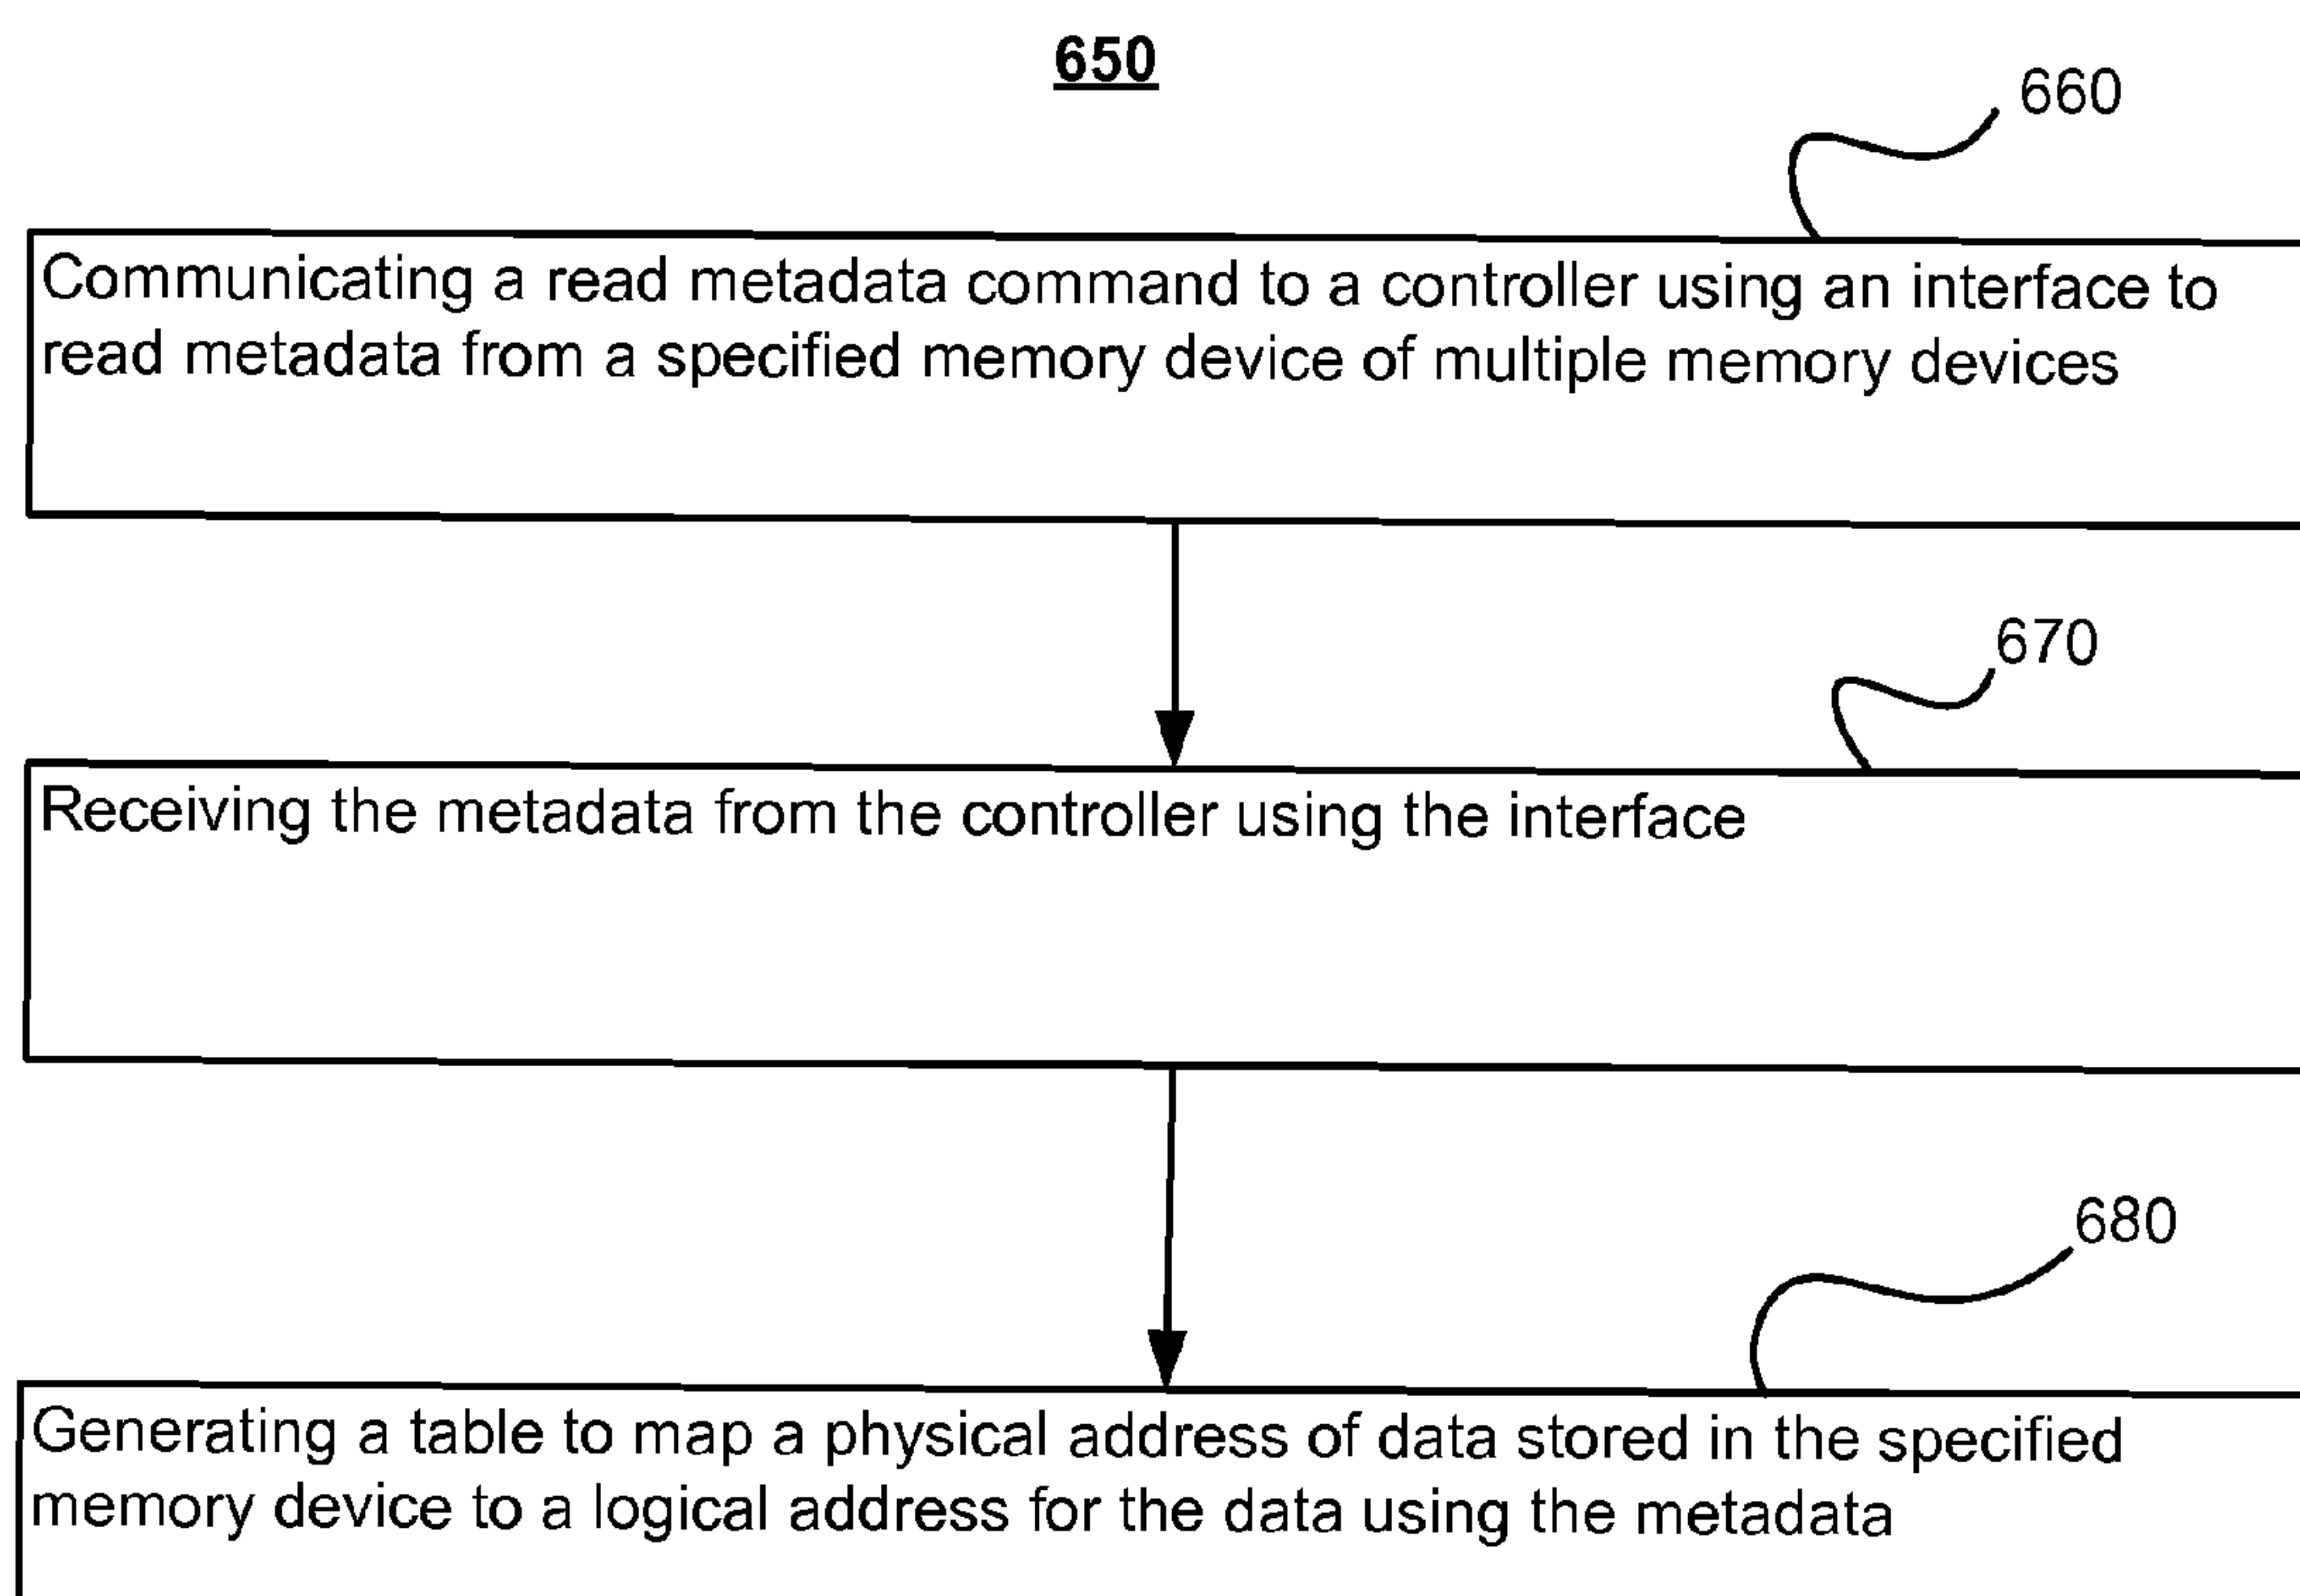 650
660
Communicating a read metadata command to a controller using an interface to
read metadata from a specified memory device of multiple memory devices
670
Receiving the metadata from the controller using the interface
680
Generating a table to map a physical address of data stored in the specified
memory device to a logical address for the data using the metadata